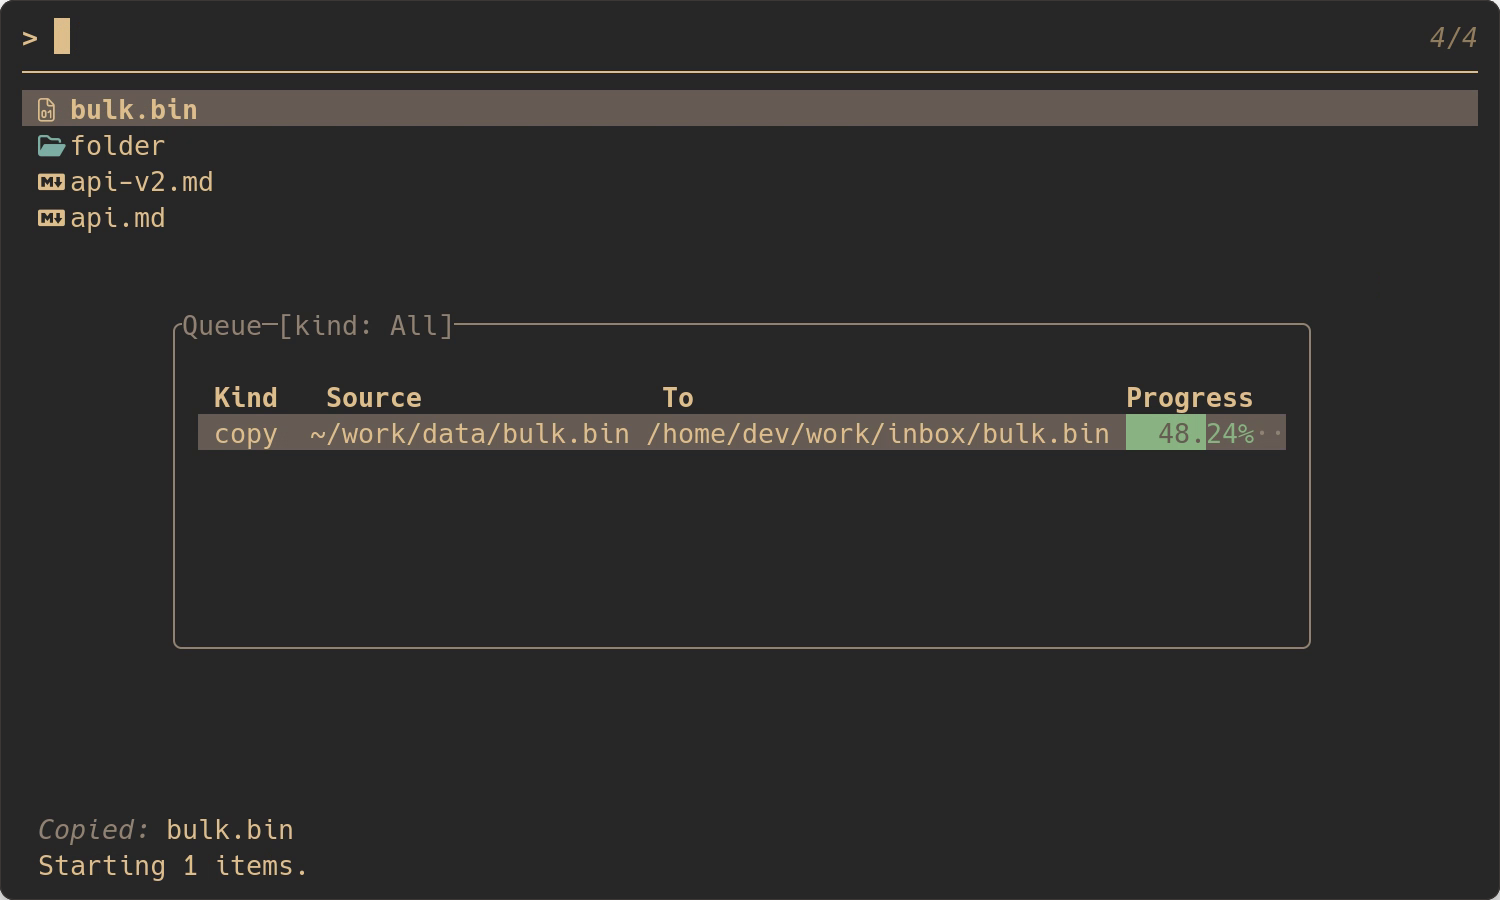 > 4/4
bulk.bin
folder
api-v2.md
api.md
Queue─[kind: All]
Kind Source To Progress
copy ~/work/data/bulk.bin /home/dev/work/inbox/bulk.bin 48.24%··
Copied: bulk.bin
Starting 1 items.